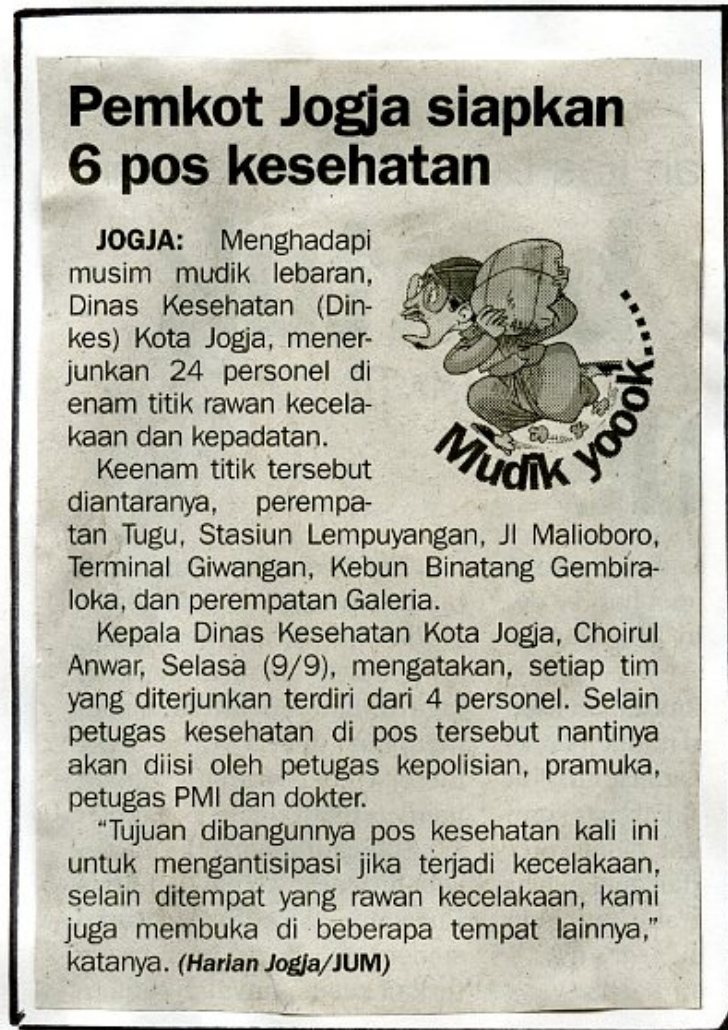 Pemkot Jogja siapkan
6 pos kesehatan
JOGJA: Menghadapi
musim mudik lebaran,
Dinas Kesehatan (Din-
kes) Kota Jogja, mener-
junkan 24 personel di
enam titik rawan kecela-
kaan dan kepadatan.
Keenam titik tersebut
diantaranya, perempa-
tan Tugu, Stasiun Lempuyangan, Jl Malioboro,
Terminal Giwangan, Kebun Binatang Gembira-
loka, dan perempatan Galeria.
Kepala Dinas Kesehatan Kota Jogja, Choirul
Anwar, Selasa (9/9), mengatakan, setiap tim
yang diterjunkan terdiri dari 4 personel. Selain
petugas kesehatan di pos tersebut nantinya
akan diisi oleh petugas kepolisian, pramuka,
petugas PMI dan dokter.
“Tujuan dibangunnya pos kesehatan kali ini
untuk mengantisipasi jika terjadi kecelakaan,
selain ditempat yang rawan kecelakaan, kami
juga membuka di beberapa tempat lainnya,”
katanya. (Harian Jogja/JUM)
Mudik yoook.....